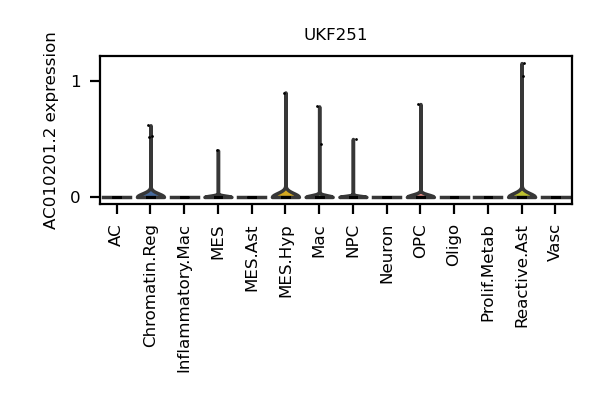 UKF251
AC010201.2 expression
1
0
AC
Chromatin.Reg
Inflammatory.Mac
MES
MES.Ast
MES.Hyp
Mac
NPC
Neuron
OPC
Oligo
Prolif.Metab
Reactive.Ast
Vasc